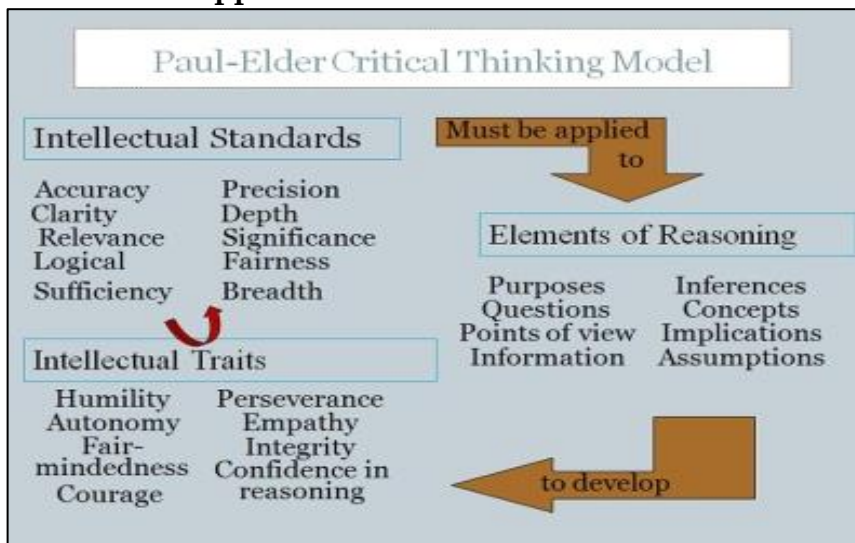 Paul-Elder Critical Thinking Model
Intellectual Standards
Accuracy Precision
Clarity Depth
Relevance Significance
Logical Fairness
Sufficiency Breadth
Must be applied
to
Elements of Reasoning
Purposes Inferences
Questions Concepts
Points of view Implications
Information Assumptions
Intellectual Traits
Humility Perseverance
Autonomy Empathy
Fair- Integrity
mindedness Confidence in
Courage reasoning
to develop